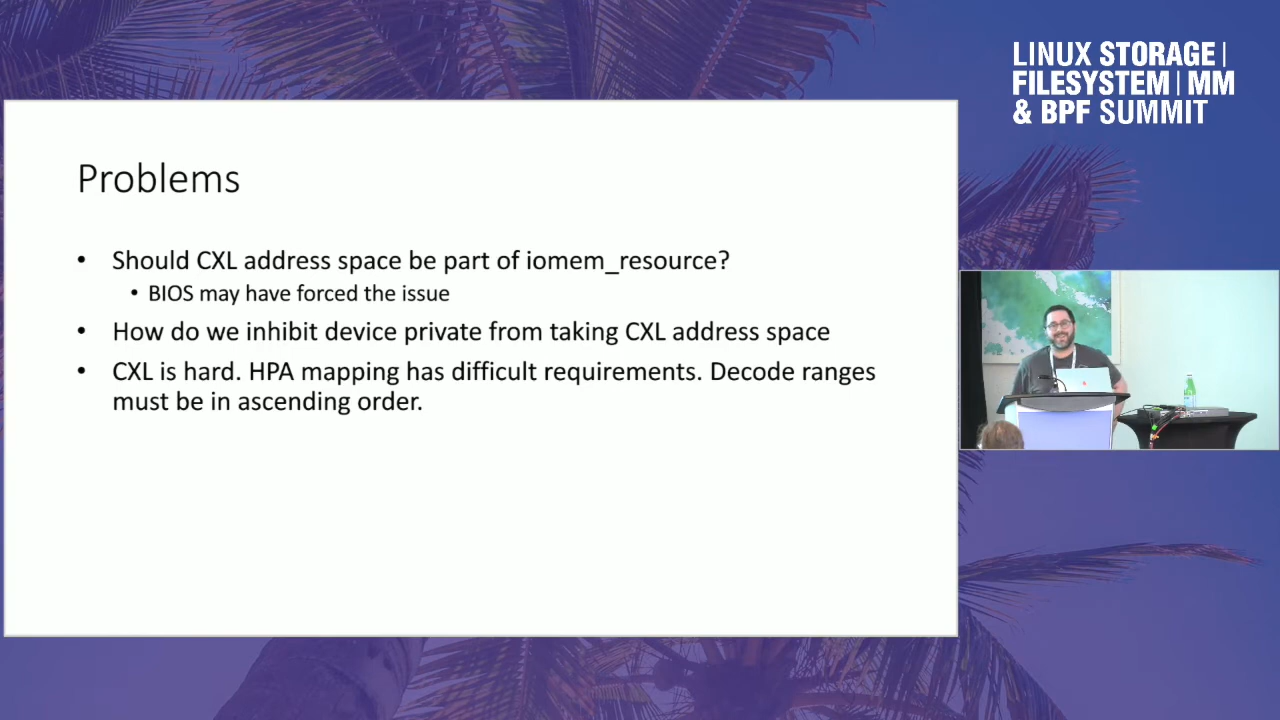 LINUX STORAGE |
FILESYSTEM | MM
& BPF SUMMIT
Problems
• Should CXL address space be part of iomem_resource?
• BIOS may have forced the issue
• How do we inhibit device private from taking CXL address space
• CXL is hard. HPA mapping has difficult requirements. Decode ranges
must be in ascending order.